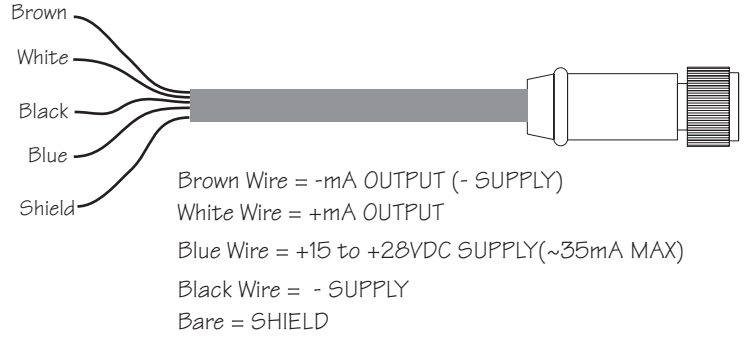 Brown
White
Black
Blue
Shield
Brown Wire = -mA OUTPUT (- SUPPLY)
White Wire = +mA OUTPUT
Blue Wire = +15 to +28VDC SUPPLY(~35mA MAX)
Black Wire = - SUPPLY
Bare = SHIELD